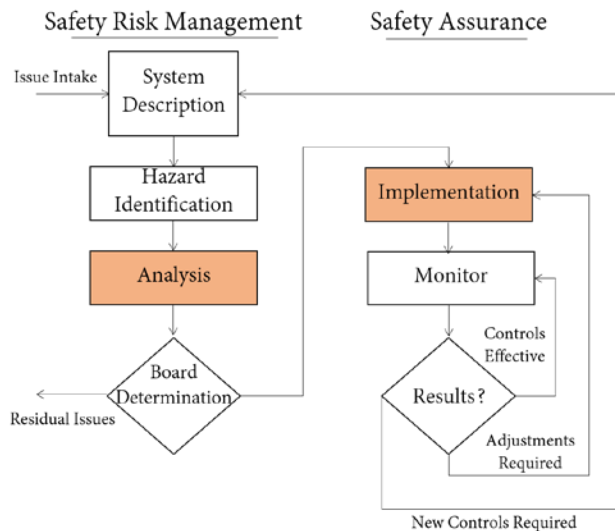 Safety Risk Management
Safety Assurance
Issue Intake
System
Description
Hazard
Identification
Analysis
Board
Determination
Residual Issues
Implementation
Monitor
Controls
Effective
Results?
Adjustments
Required
New Controls Required